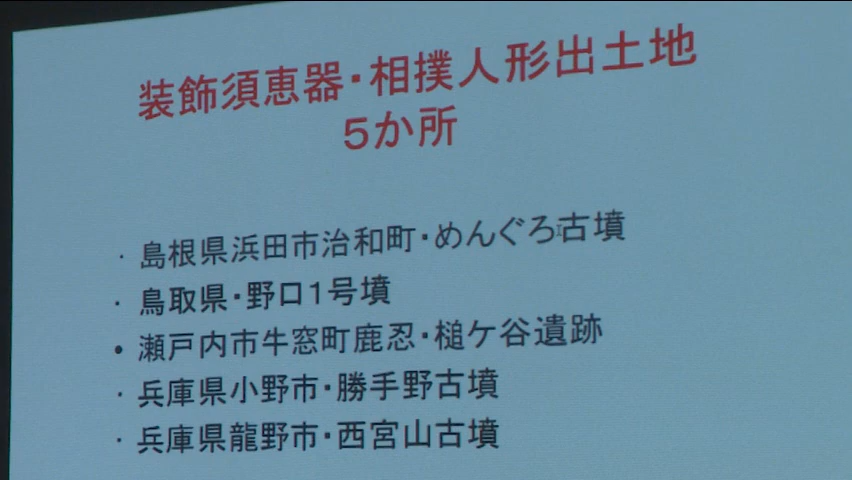 装飾須恵器・相撲人形出土地
5か所
・島根県浜田市治和町・めんぐろ古墳
・鳥取県・野口1号墳
・瀬戸内市牛窓町鹿忍・槌ケ谷遺跡
・兵庫県小野市・勝手野古墳
・兵庫県龍野市・西宮山古墳